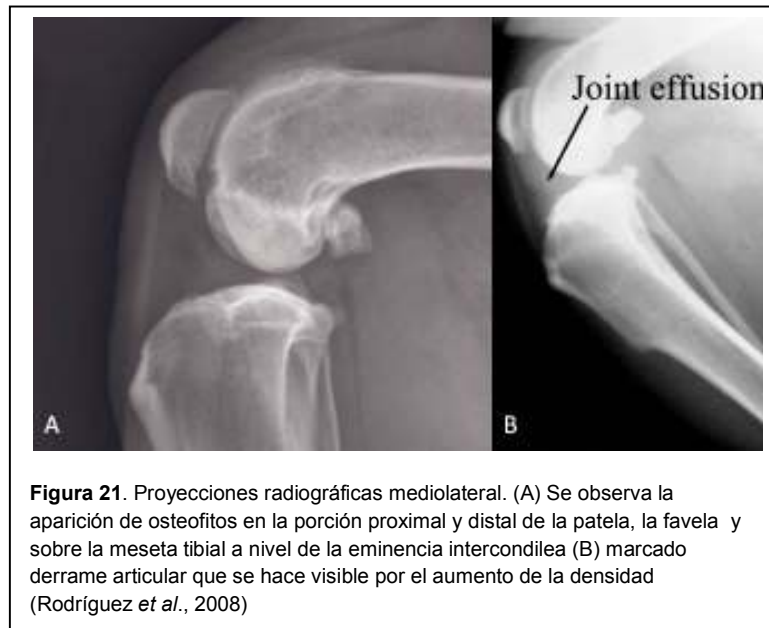 Joint effusion
A
B
Figura 21. Proyecciones radiográficas mediolateral. (A) Se observa la
aparición de osteofitos en la porción proximal y distal de la patela, la favela y
sobre la meseta tibial a nivel de la eminencia intercondilea (B) marcado
derrame articular que se hace visible por el aumento de la densidad
(Rodríguez et al., 2008)